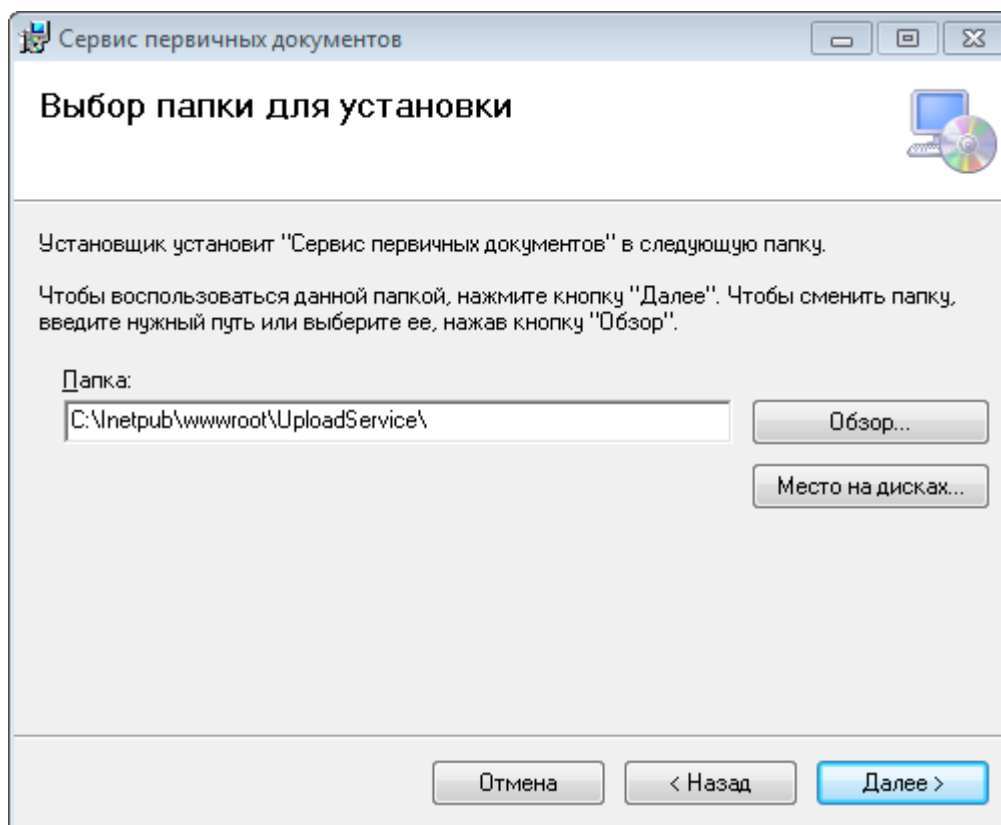 Сервис первичных документов
Выбор папки для установки
Установщик установит "Сервис первичных документов" в следующую папку.
Чтобы воспользоваться данной папкой, нажмите кнопку "Далее". Чтобы сменить папку,
введите нужный путь или выберите ее, нажав кнопку "Обзор".
Папка:
C:\Inetpub\wwwroot\UploadService\
Обзор...
Место на дисках...
Отмена
< Назад
Далее >